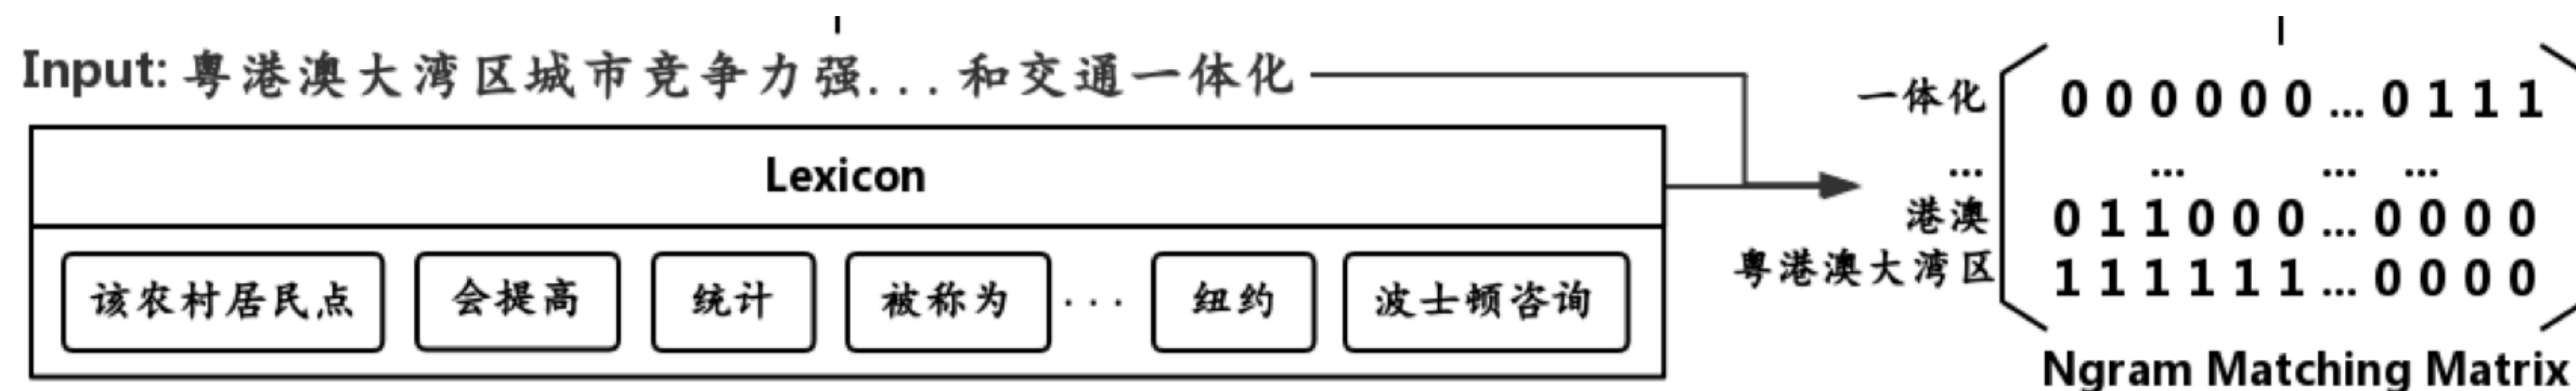 Input: 粤港澳大湾区城市竞争力强...和交通一体化
Lexicon
该农村居民点 会提高 统计 被称为 ... 纽约 波士顿咨询
一体化 0 0 0 0 0 0 ... 0 1 1 1
... ... ... ...
港澳 0 1 1 0 0 0 ... 0 0 0 0
粤港澳大湾区 1 1 1 1 1 1 ... 0 0 0 0
Ngram Matching Matrix